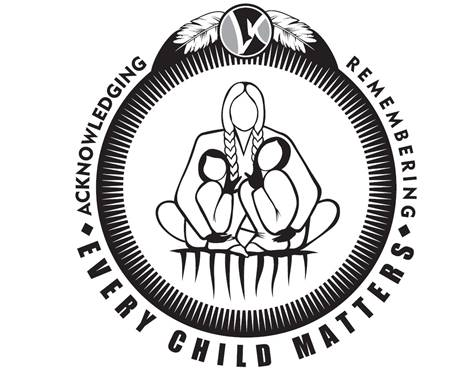 ACKNOWLEDGING
REMEMBERING
EVERY CHILD MATTERS